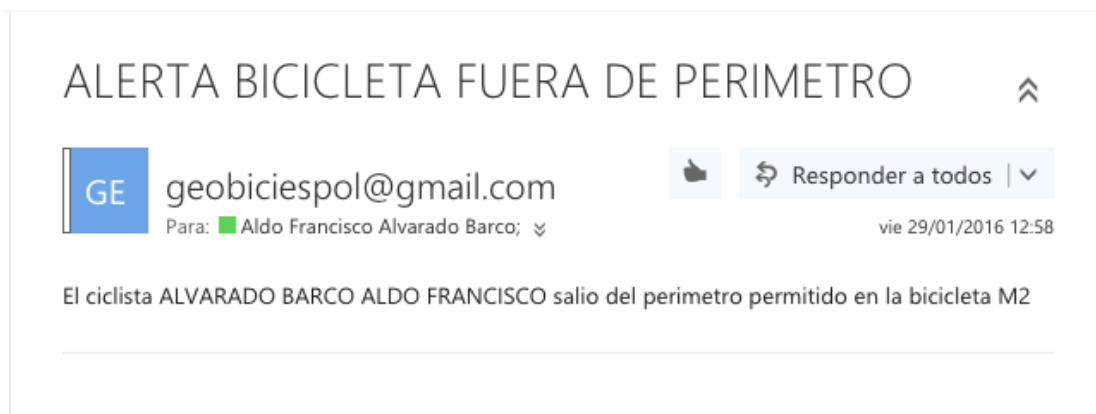 ALERTA BICICLETA FUERA DE PERIMETRO
GE
geobiciespol@gmail.com
Responder a todos
Para: Aldo Francisco Alvarado Barco;
vie 29/01/2016 12:58
El ciclista ALVARADO BARCO ALDO FRANCISCO salio del perimetro permitido en la bicicleta M2